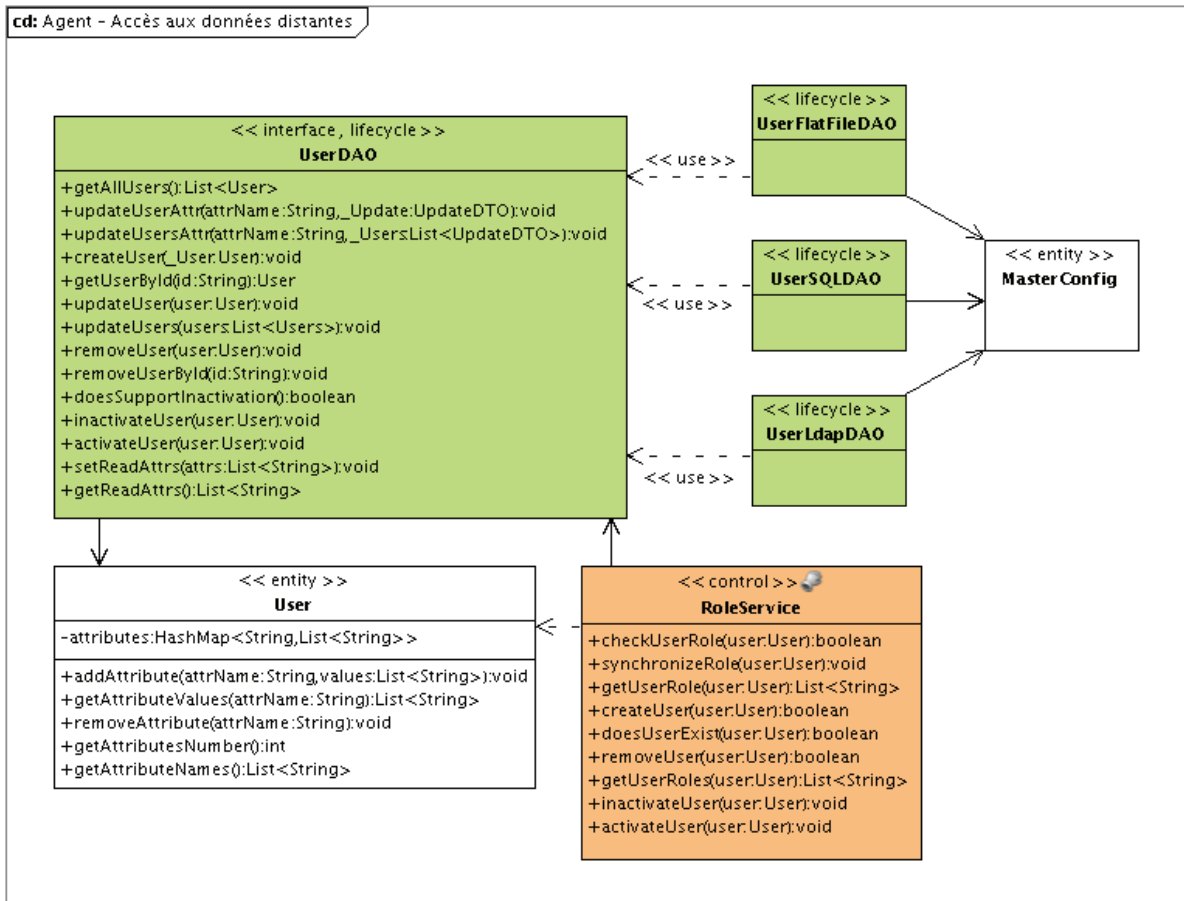 cd: Agent - Accès aux données distantes
<< interface, lifecycle >>
UserDAO
+getAllUsers():List<User>
+updateUserAttr(attrName:String,_Update:UpdateDTO):void
+updateUsersAttr(attrName:String,_Users:List<UpdateDTO>):void
+createUser(_User:User):void
+getUserById(id:String):User
+updateUser(user:User):void
+updateUsers(users:List<Users>):void
+removeUser(user:User):void
+removeUserById(id:String):void
+doesSupportInactivation():boolean
+inactivateUser(user:User):void
+activateUser(user:User):void
+setReadAttrs(attrs:List<String>):void
+getReadAttrs():List<String>
<< use >>
<< use >>
<< use >>
<< lifecycle >>
UserFlatFileDAO
<< lifecycle >>
UserSQLDAO
<< lifecycle >>
UserLdapDAO
<< entity >>
MasterConfig
<< entity >>
User
-attributes:HashMap<String,List<String>>
+addAttribute(attrName:String,values:List<String>):void
+getAttributeValues(attrName:String):List<String>
+removeAttribute(attrName:String):void
+getAttributesNumber():int
+getAttributeNames():List<String>
<< control >>
RoleService
+checkUserRole(user:User):boolean
+synchronizeRole(user:User):void
+getUserRole(user:User):List<String>
+createUser(user:User):boolean
+doesUserExist(user:User):boolean
+removeUser(user:User):boolean
+getUserRoles(user:User):List<String>
+inactivateUser(user:User):void
+activateUser(user:User):void